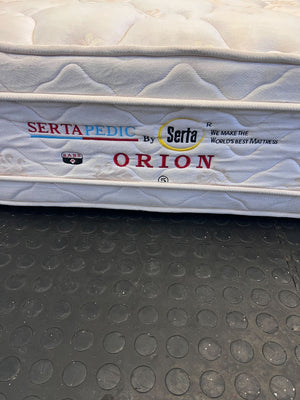 SERTAPEDIC By Serta ® WE MAKE THE
WORLD'S BEST MATTRESS
ORION